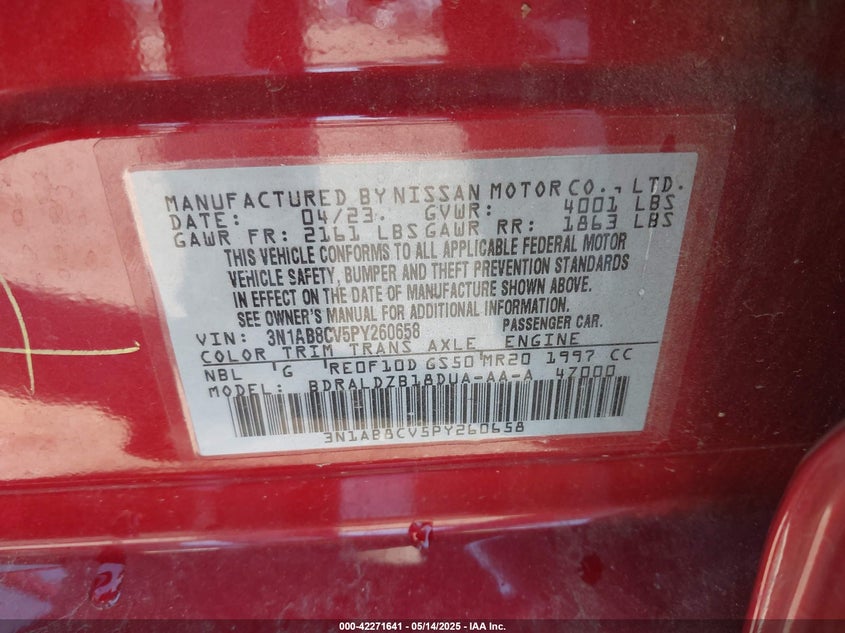 MANUFACTURED BY NISSAN MOTOR CO., LTD.
DATE: 04/23. GVWR: 4001 LBS
GAWR FR: 2161 LBS GAWR RR: 1863 LBS
THIS VEHICLE CONFORMS TO ALL APPLICABLE FEDERAL MOTOR
VEHICLE SAFETY, BUMPER AND THEFT PREVENTION STANDARDS
IN EFFECT ON THE DATE OF MANUFACTURE SHOWN ABOVE.
SEE OWNER'S MANUAL FOR ADDITIONAL INFORMATION.
VIN: 3N1AB8CV5PY260658 PASSENGER CAR.
COLOR TRIM TRANS AXLE ENGINE
NBL G RE0F10D GS50 MR20 1997 CC
MODEL: BDRALDZB18DUA-AA-A 47000
3N1AB8CV5PY260658
000-42271641 - 05/14/2025 - IAA Inc.